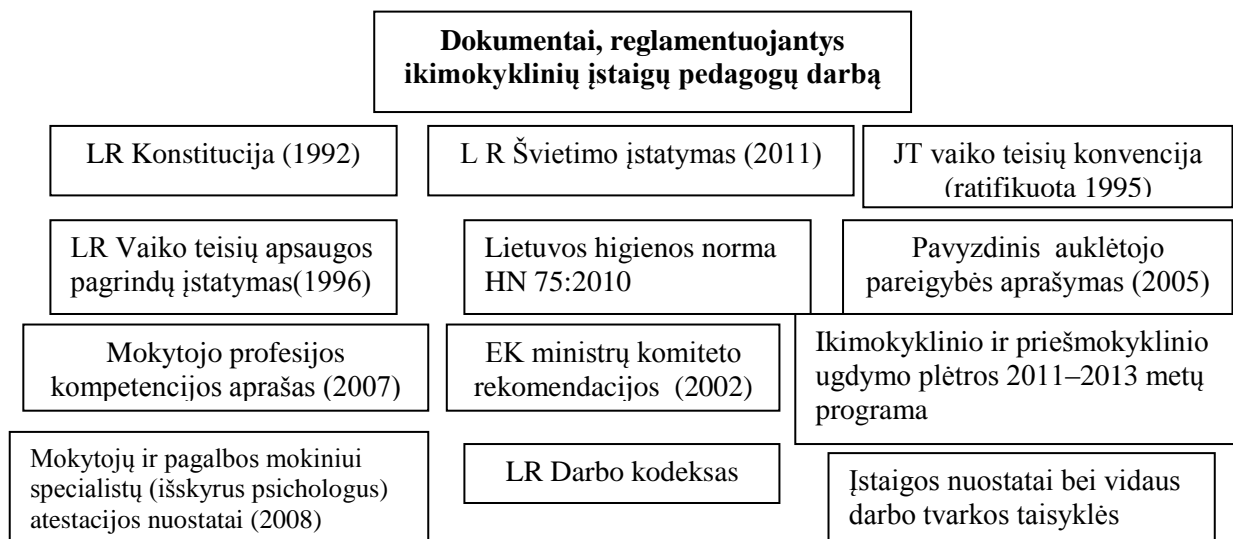 Dokumentai, reglamentuojantys
ikimokyklinių įstaigų pedagogų darbą
LR Konstitucija (1992)
L R Švietimo įstatymas (2011)
JT vaiko teisių konvencija
(ratifikuota 1995)
LR Vaiko teisių apsaugos
pagrindų įstatymas(1996)
Lietuvos higienos norma
HN 75:2010
Pavyzdinis auklėtojo
pareigybės aprašymas (2005)
Mokytojo profesijos
kompetencijos aprašas (2007)
EK ministrų komiteto
rekomendacijos (2002)
Ikimokyklinio ir priešmokyklinio
ugdymo plėtros 2011–2013 metų
programa
Mokytojų ir pagalbos mokiniui
specialistų (išskyrus psichologus)
atestacijos nuostatai (2008)
LR Darbo kodeksas
Įstaigos nuostatai bei vidaus
darbo tvarkos taisyklės